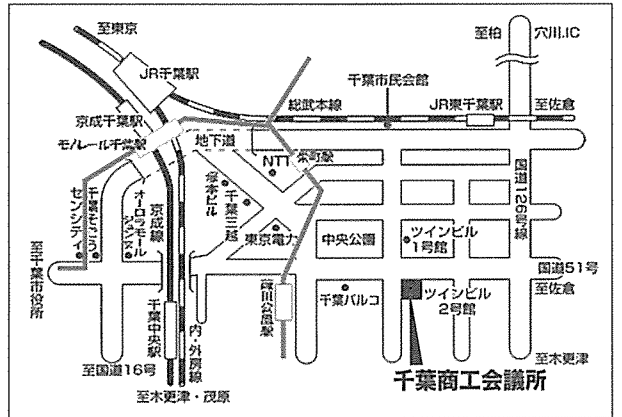 至東京
JR千葉駅
京成千葉駅
モノレール千葉駅
地下道
総武本線
千葉市民会館
JR東千葉駅
至佐倉
至柏
穴川.IC
NTT
栄町駅
国道126号線
塚本ビル
千葉三越
東京電力
中央公園
ツインビル
1号館
センシティ
千葉そごう
オーロラモール
ジュンヌ
京成線
至千葉市役所
国道51号
至佐倉
千葉パルコ
ツインビル
2号館
葭川公園駅
千葉中央駅
内・外房線
至国道16号
至木更津・茂原
至木更津
千葉商工会議所